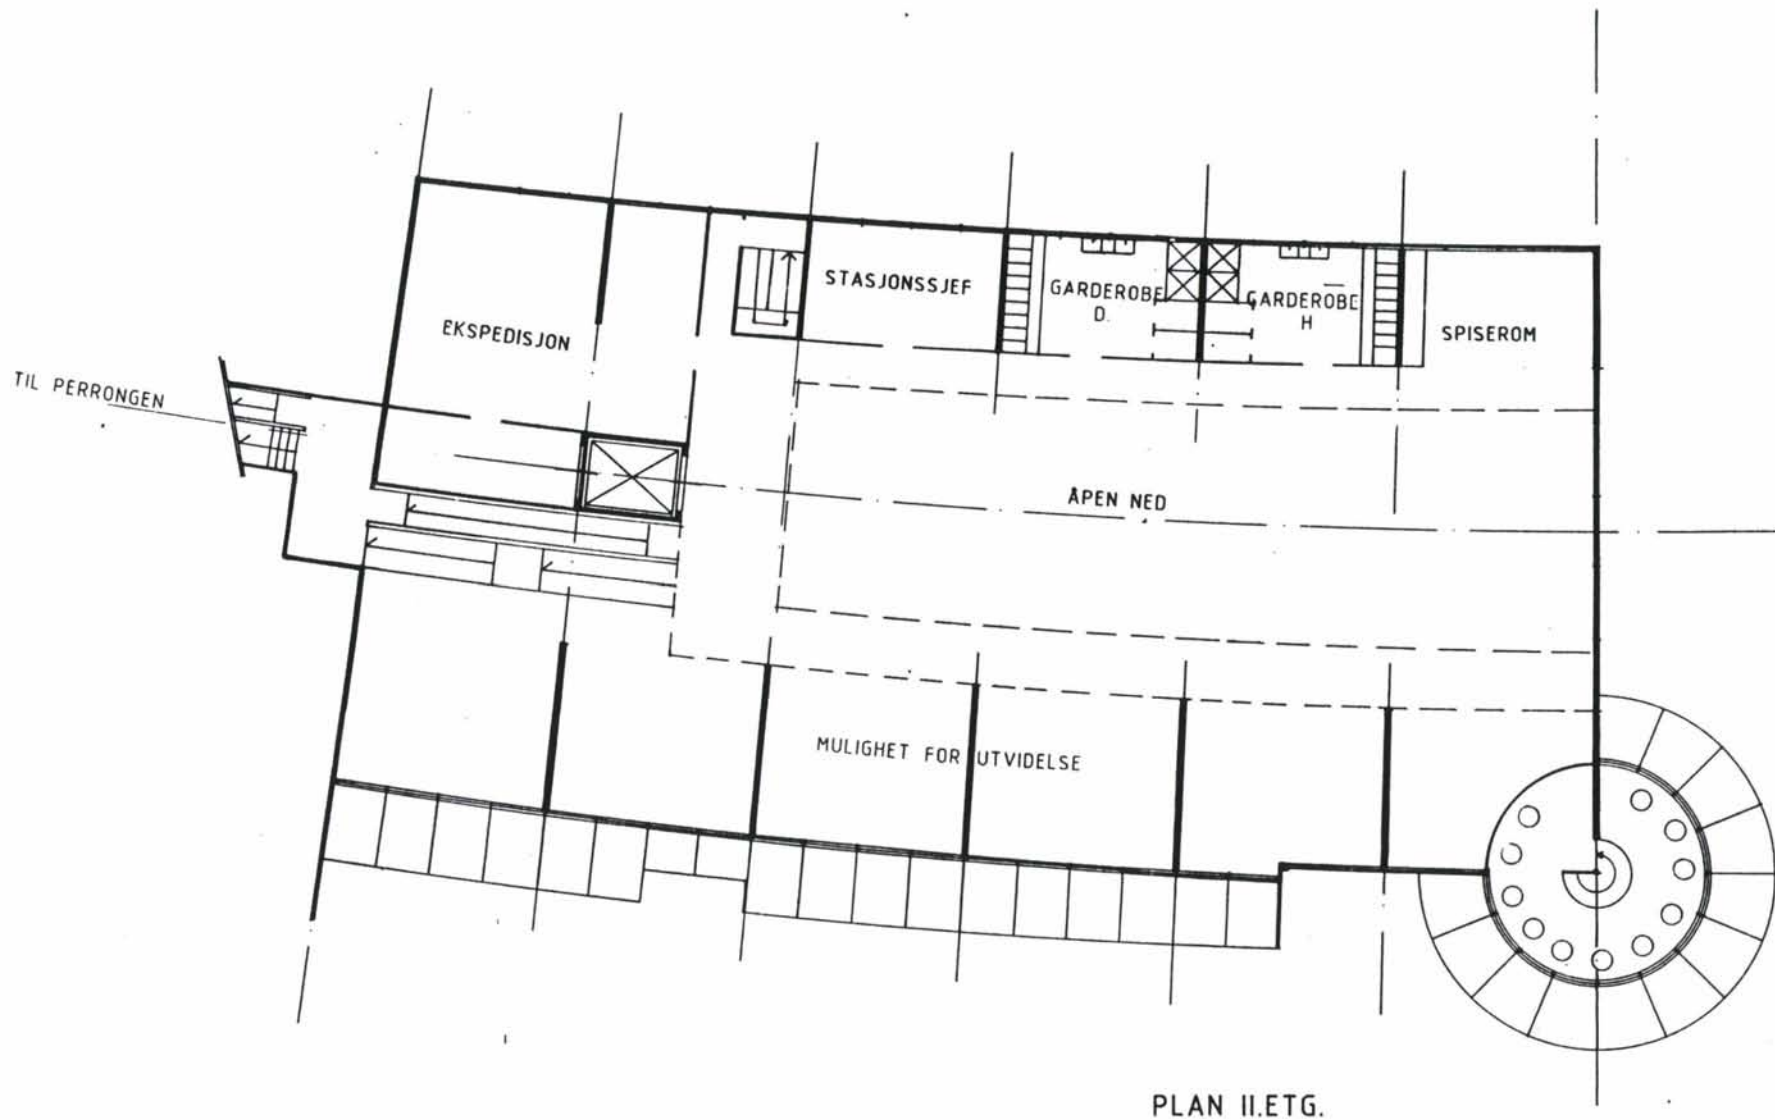 STASJONSSJEF
GARDEROBE
D.
GARDEROBE
H
EKSPEDISJON
SPISEROM
TIL PERRONGEN
ÅPEN NED
MULIGHET FOR UTVIDELSE
PLAN II.ETG.